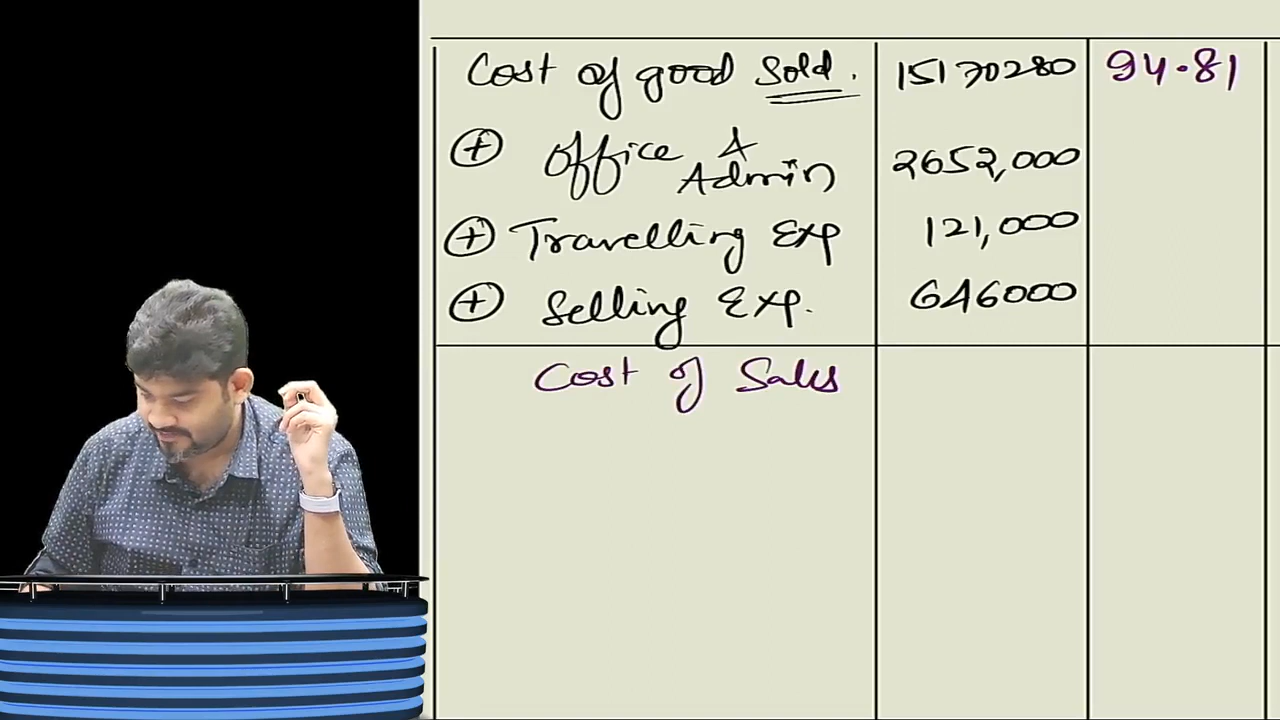 Cost of good Sold. 15170280 94.81
+ Office & Admin 2652,000
+ Travelling Exp 121,000
+ Selling Exp. 646000
Cost of Sales